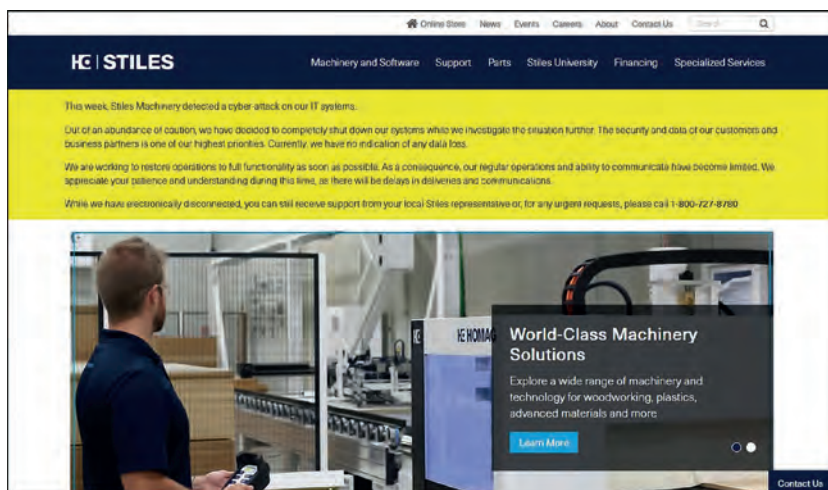 Online Store News Events Careers About Contact Us
STILES
Machinery and Software Support Parts Stiles University Financing Specialized Services
This week, Stiles Machinery detected a cyber-attack on our IT systems.
Out of an abundance of caution, we have decided to completely shut down our systems while we investigate the situation further. The security and data of our customers and
business partners is one of our highest priorities. Currently, we have no indication of any data loss.
We are working to restore operations to full functionality as soon as possible. As a consequence, our regular operations and ability to communicate have become limited. We
appreciate your patience and understanding during this time, as there will be delays in deliveries and communications.
While we have electronically disconnected, you can still receive support from your local Stiles representative or, for any urgent requests, please call 1-800-727-8780
HOMAG
World-Class Machinery
Solutions
Explore a wide range of machinery and
technology for woodworking, plastics,
advanced materials and more
Learn More
Contact Us